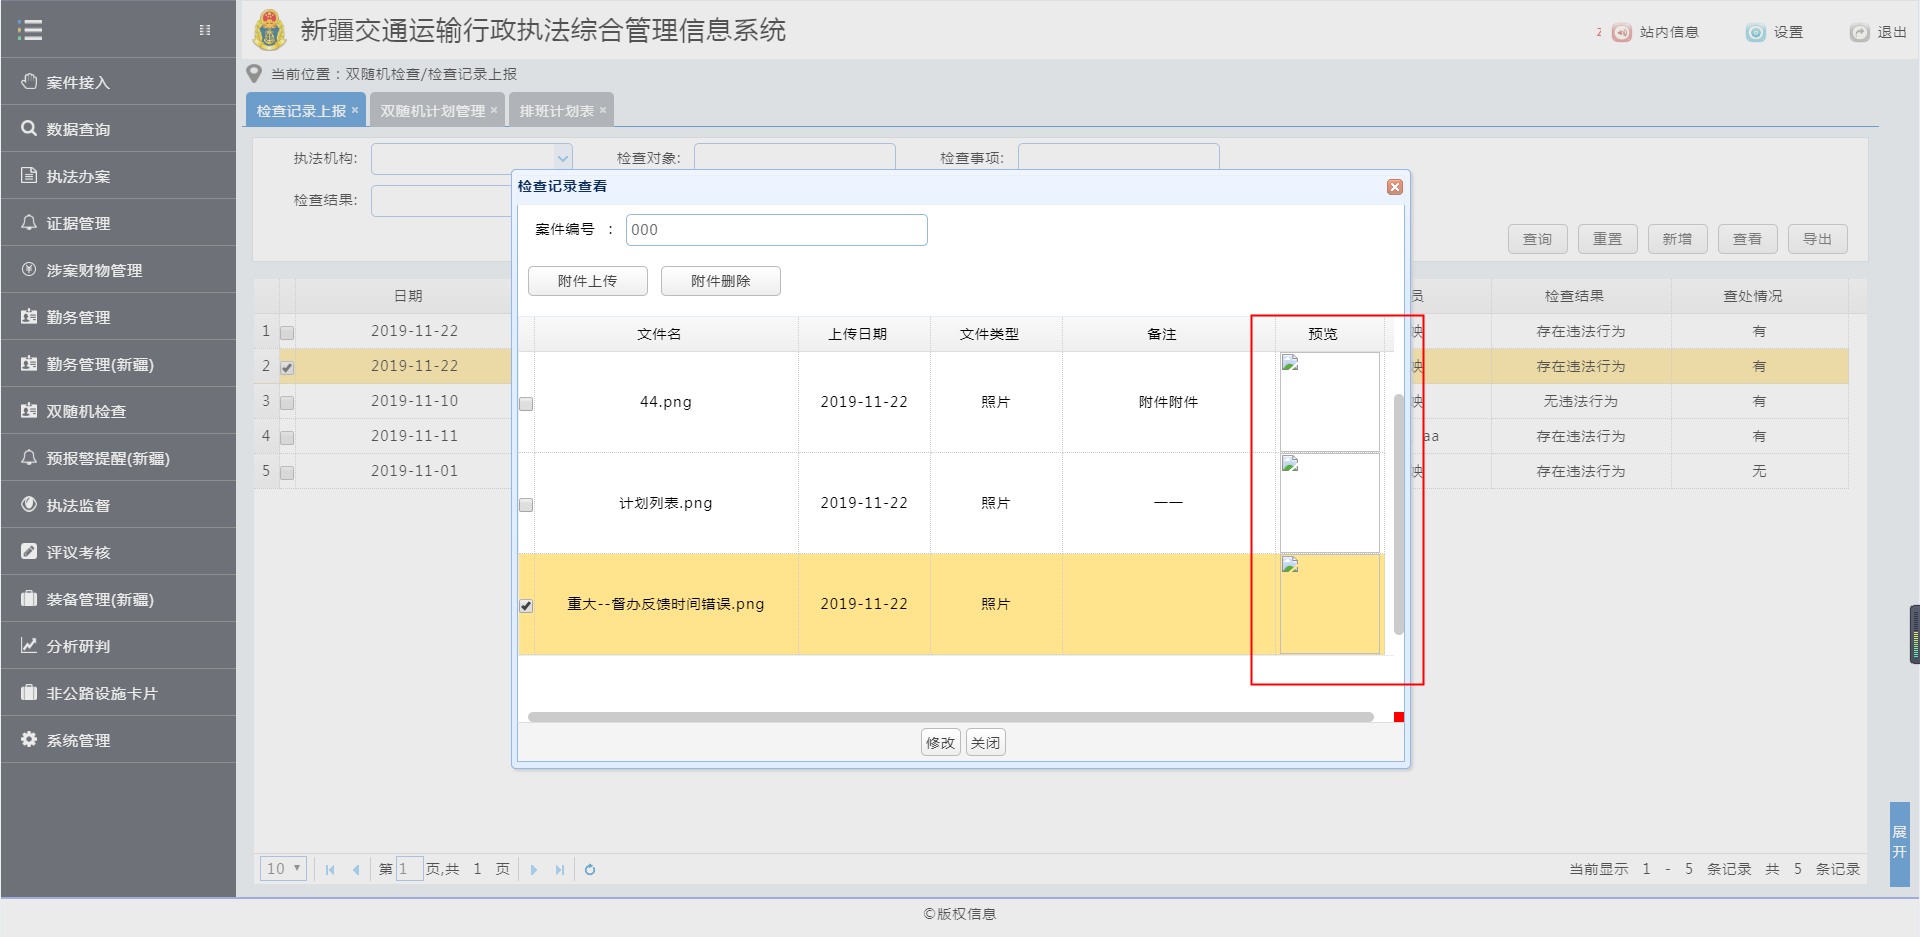 新疆交通运输行政执法综合管理信息系统
2 站内信息 设置 退出
案件接入
数据查询
执法办案
证据管理
涉案财物管理
勤务管理
勤务管理(新疆)
双随机检查
预报警提醒(新疆)
执法监督
评议考核
装备管理(新疆)
分析研判
非公路设施卡片
系统管理
当前位置：双随机检查/检查记录上报
检查记录上报 × 双随机计划管理 × 排班计划表 ×
执法机构: 检查对象: 检查事项:
检查结果:
查询 重置 新增 查看 导出
日期 员 检查结果 查处情况
1 2019-11-22 存在违法行为 有
2 2019-11-22 存在违法行为 有
3 2019-11-10 无违法行为 有
4 2019-11-11 aa 存在违法行为 有
5 2019-11-01 存在违法行为 无
检查记录查看
案件编号 : 000
附件上传 附件删除
文件名 上传日期 文件类型 备注 预览
44.png 2019-11-22 照片 附件附件
计划列表.png 2019-11-22 照片 ——
重大--督办反馈时间错误.png 2019-11-22 照片
修改 关闭
展开
10 第 1 页,共 1 页
当前显示 1 - 5 条记录 共 5 条记录
©版权信息